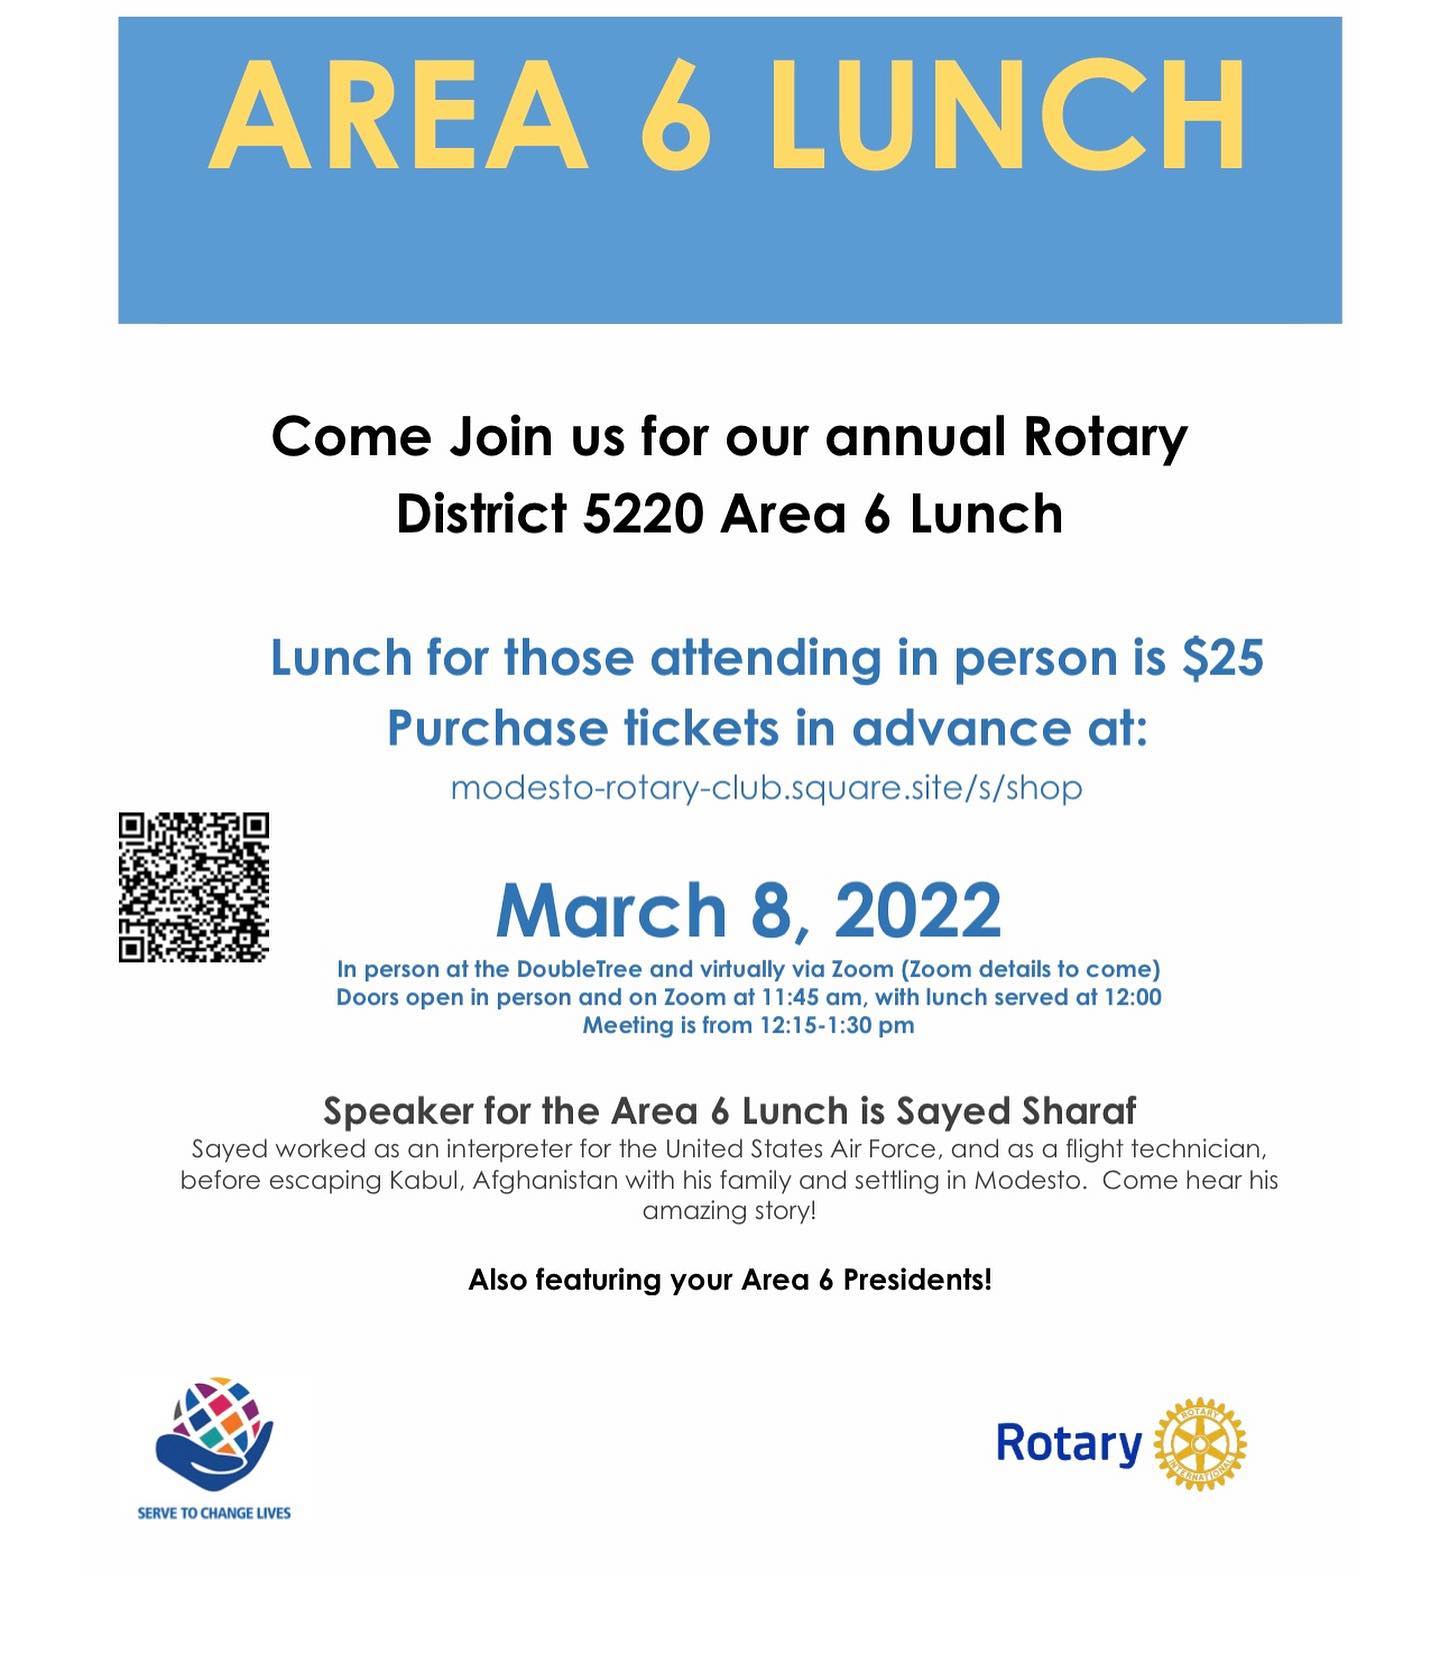 AREA 6 LUNCH
Come Join us for our annual Rotary
District 5220 Area 6 Lunch
Lunch for those attending in person is $25
Purchase tickets in advance at:
modesto-rotary-club.square.site/s/shop
March 8, 2022
In person at the DoubleTree and virtually via Zoom (Zoom details to come)
Doors open in person and on Zoom at 11:45 am, with lunch served at 12:00
Meeting is from 12:15-1:30 pm
Speaker for the Area 6 Lunch is Sayed Sharaf
Sayed worked as an interpreter for the United States Air Force, and as a flight technician,
before escaping Kabul, Afghanistan with his family and settling in Modesto.  Come hear his
amazing story!
Also featuring your Area 6 Presidents!
SERVE TO CHANGE LIVES
Rotary
ROTARY
INTERNATIONAL